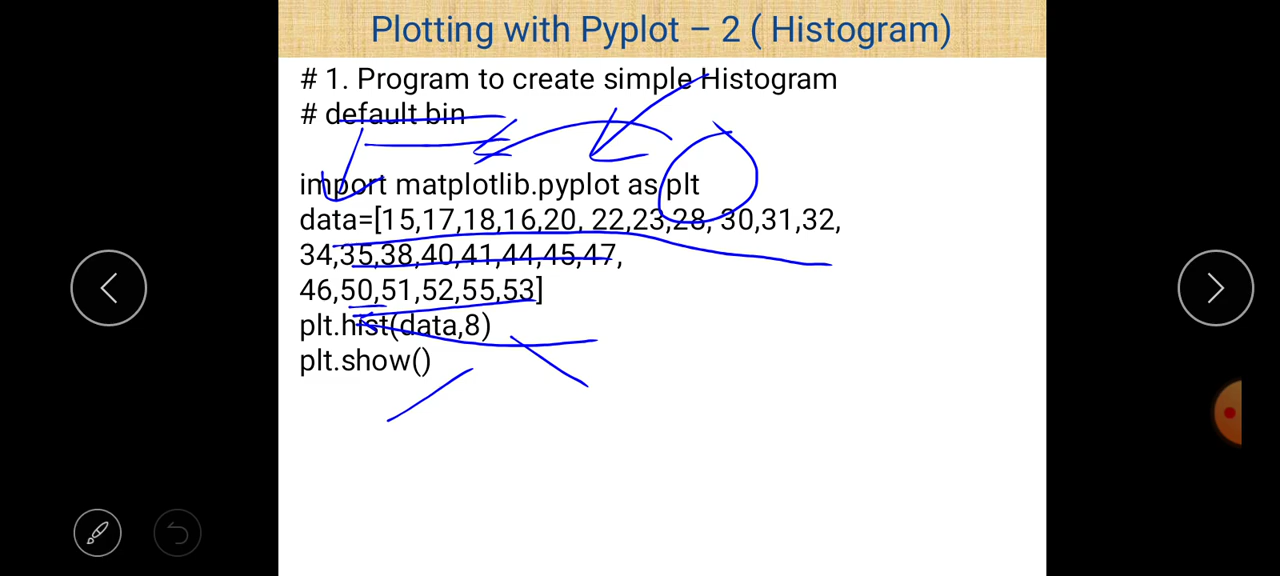 Plotting with Pyplot – 2 ( Histogram)
# 1. Program to create simple Histogram
# default bin
import matplotlib.pyplot as plt
data=[15,17,18,16,20, 22,23,28, 30,31,32,
34,35,38,40,41,44,45,47,
46,50,51,52,55,53]
plt.hist(data,8)
plt.show()